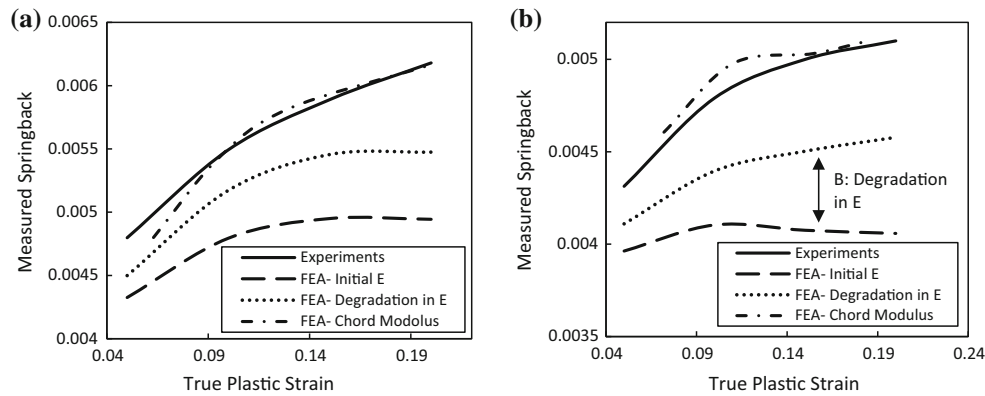 (a)
0.0065
0.006
0.0055
0.005
0.0045
0.004
Measured Springback
0.04 0.09 0.14 0.19
True Plastic Strain
Experiments
FEA- Initial E
FEA- Degradation in E
FEA- Chord Modolus
(b)
0.005
0.0045
0.004
0.0035
Measured Springback
0.04 0.09 0.14 0.19 0.24
True Plastic Strain
B: Degradation
in E
Experiments
FEA- Initial E
FEA- Degradation in E
FEA- Chord Modulus